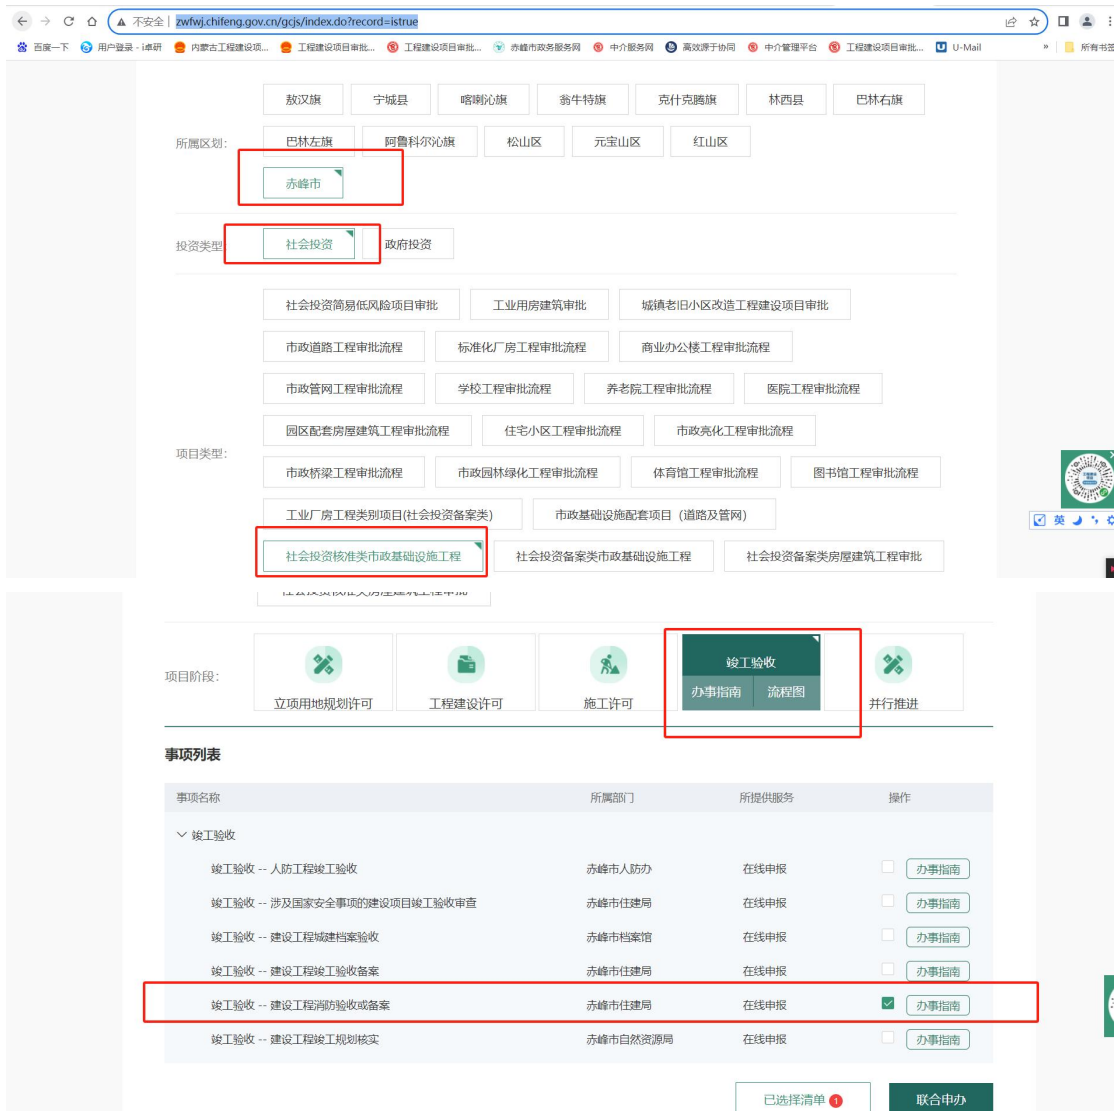 不安全 | zwfwj.chifeng.gov.cn/gcjs/index.do?record=istrue
百度一下 用户登录 - i卓研 内蒙古工程建设项... 工程建设项目审批... 工程建设项目审批... 赤峰市政务服务网 中介服务网 高效源于协同 中介管理平台 工程建设项目审批... U-Mail » 所有书签
敖汉旗 宁城县 喀喇沁旗 翁牛特旗 克什克腾旗 林西县 巴林右旗
所属区划: 巴林左旗 阿鲁科尔沁旗 松山区 元宝山区 红山区
赤峰市
投资类型 社会投资 政府投资
社会投资简易低风险项目审批 工业用房建筑审批 城镇老旧小区改造工程建设项目审批
市政道路工程审批流程 标准化厂房工程审批流程 商业办公楼工程审批流程
市政管网工程审批流程 学校工程审批流程 养老院工程审批流程 医院工程审批流程
园区配套房屋建筑工程审批流程 住宅小区工程审批流程 市政亮化工程审批流程
项目类型:
市政桥梁工程审批流程 市政园林绿化工程审批流程 体育馆工程审批流程 图书馆工程审批流程
工业厂房工程类别项目(社会投资备案类) 市政基础设施配套项目（道路及管网）
英
社会投资核准类市政基础设施工程 社会投资备案类市政基础设施工程 社会投资备案类房屋建筑工程审批
社会投资核准类房屋建筑工程审批
项目阶段: 立项用地规划许可 工程建设许可 施工许可 竣工验收 办事指南 流程图 并行推进
事项列表
事项名称 所属部门 所提供服务 操作
竣工验收
竣工验收 -- 人防工程竣工验收 赤峰市人防办 在线申报 办事指南
竣工验收 -- 涉及国家安全事项的建设项目竣工验收审查 赤峰市住建局 在线申报 办事指南
竣工验收 -- 建设工程城建档案验收 赤峰市档案馆 在线申报 办事指南
竣工验收 -- 建设工程竣工验收备案 赤峰市住建局 在线申报 办事指南
竣工验收 -- 建设工程消防验收或备案 赤峰市住建局 在线申报 办事指南
竣工验收 -- 建设工程竣工规划核实 赤峰市自然资源局 在线申报 办事指南
已选择清单 1 联合申办